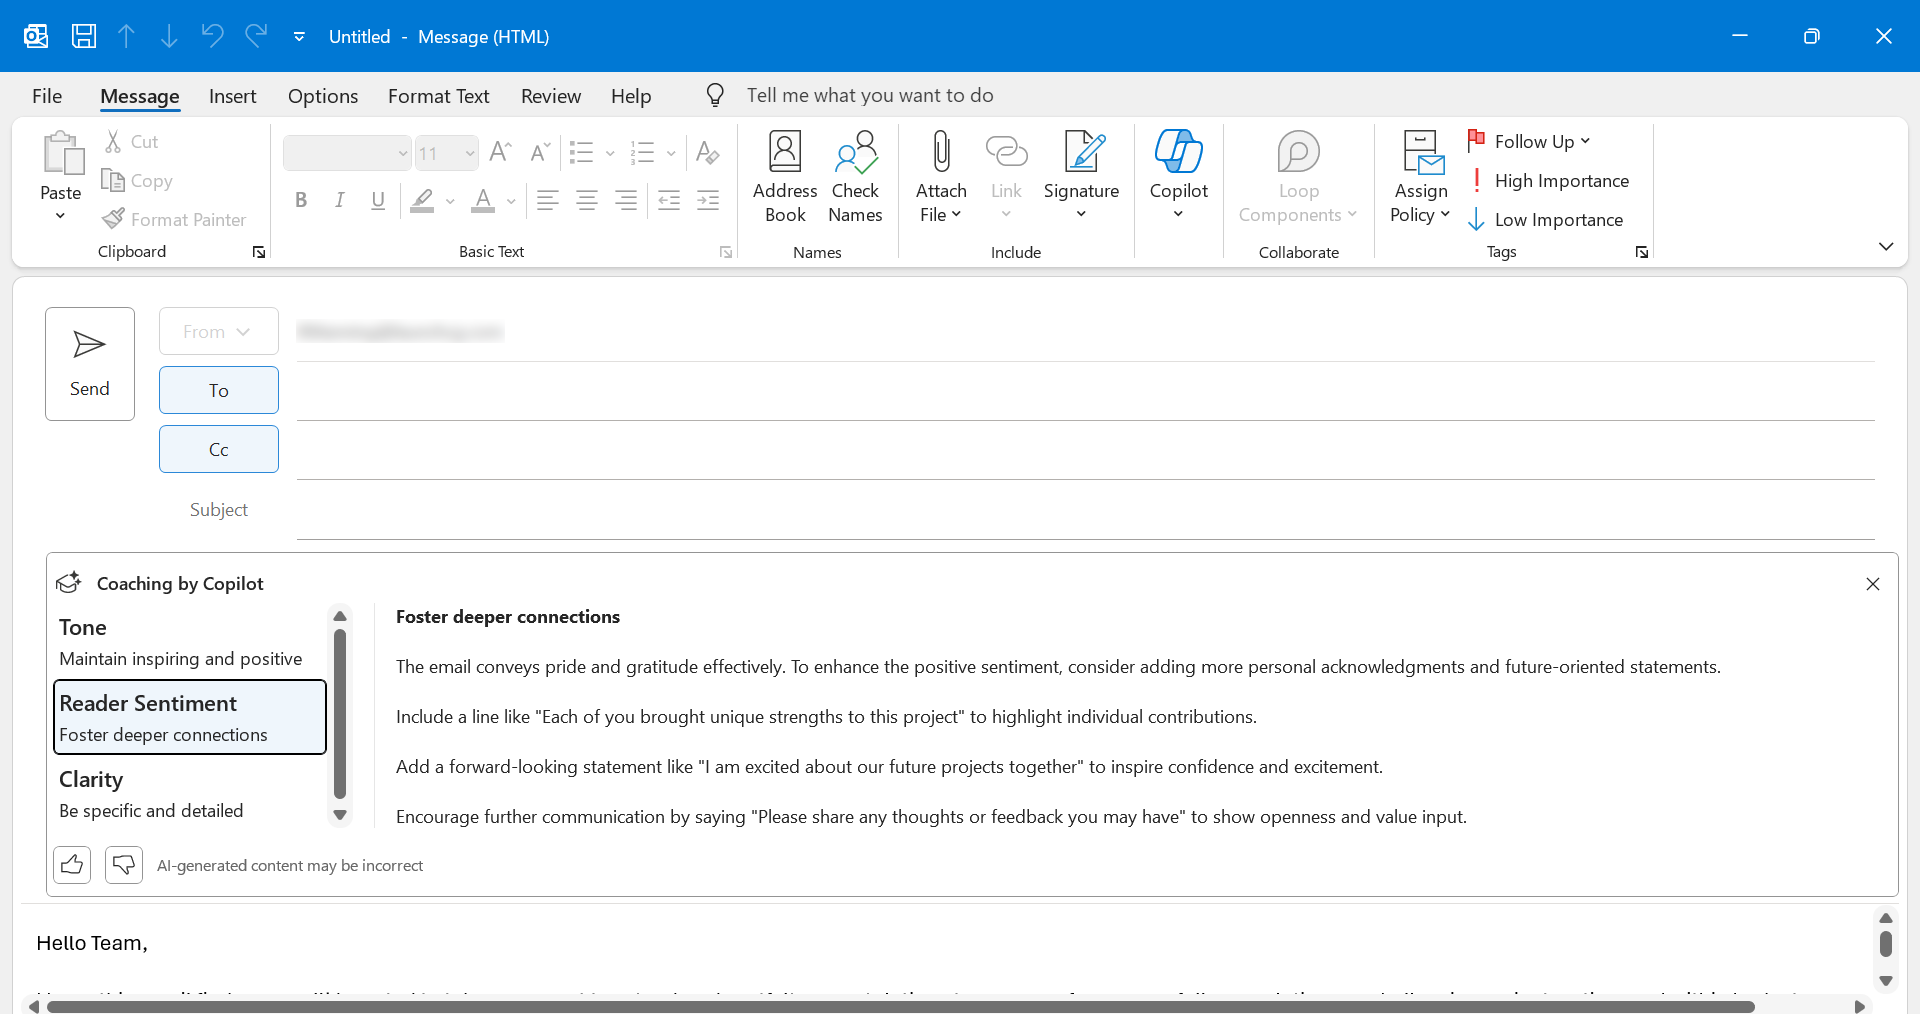 Untitled - Message (HTML)
File Message Insert Options Format Text Review Help Tell me what you want to do
Paste
Cut
Copy
Format Painter
Clipboard
11
B I U A
Basic Text
Address Book
Check Names
Names
Attach File
Link
Signature
Include
Copilot
Loop Components
Collaborate
Assign Policy
Follow Up
High Importance
Low Importance
Tags
Send
From
To
Cc
Subject
Coaching by Copilot
Tone
Maintain inspiring and positive
Reader Sentiment
Foster deeper connections
Clarity
Be specific and detailed
Foster deeper connections
The email conveys pride and gratitude effectively. To enhance the positive sentiment, consider adding more personal acknowledgments and future-oriented statements.
Include a line like "Each of you brought unique strengths to this project" to highlight individual contributions.
Add a forward-looking statement like "I am excited about our future projects together" to inspire confidence and excitement.
Encourage further communication by saying "Please share any thoughts or feedback you may have" to show openness and value input.
AI-generated content may be incorrect
Hello Team,